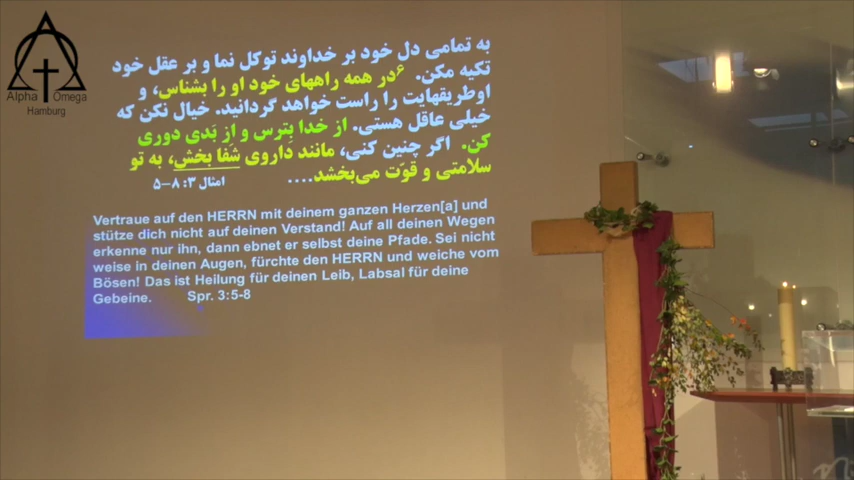 Alpha Omega
Hamburg
به تمامی دل خود بر خداوند توکل نما و بر عقل خود
تکیه مکن. ۶در همه راههای خود او را بشناس، و
اوطریقهایت را راست خواهد گردانید. خیال نکن که
خیلی عاقل هستی. از خدا بِترس و از بَدی دوری
کن. اگر چنین کنی، مانند داروی شفا بخش، به تو
سلامتی و قوّت می‌بخشد....
امثال ۳: ۸–۵
Vertraue auf den HERRN mit deinem ganzen Herzen[a] und
stütze dich nicht auf deinen Verstand! Auf all deinen Wegen
erkenne nur ihn, dann ebnet er selbst deine Pfade. Sei nicht
weise in deinen Augen, fürchte den HERRN und weiche vom
Bösen! Das ist Heilung für deinen Leib, Labsal für deine
Gebeine. Spr. 3:5-8